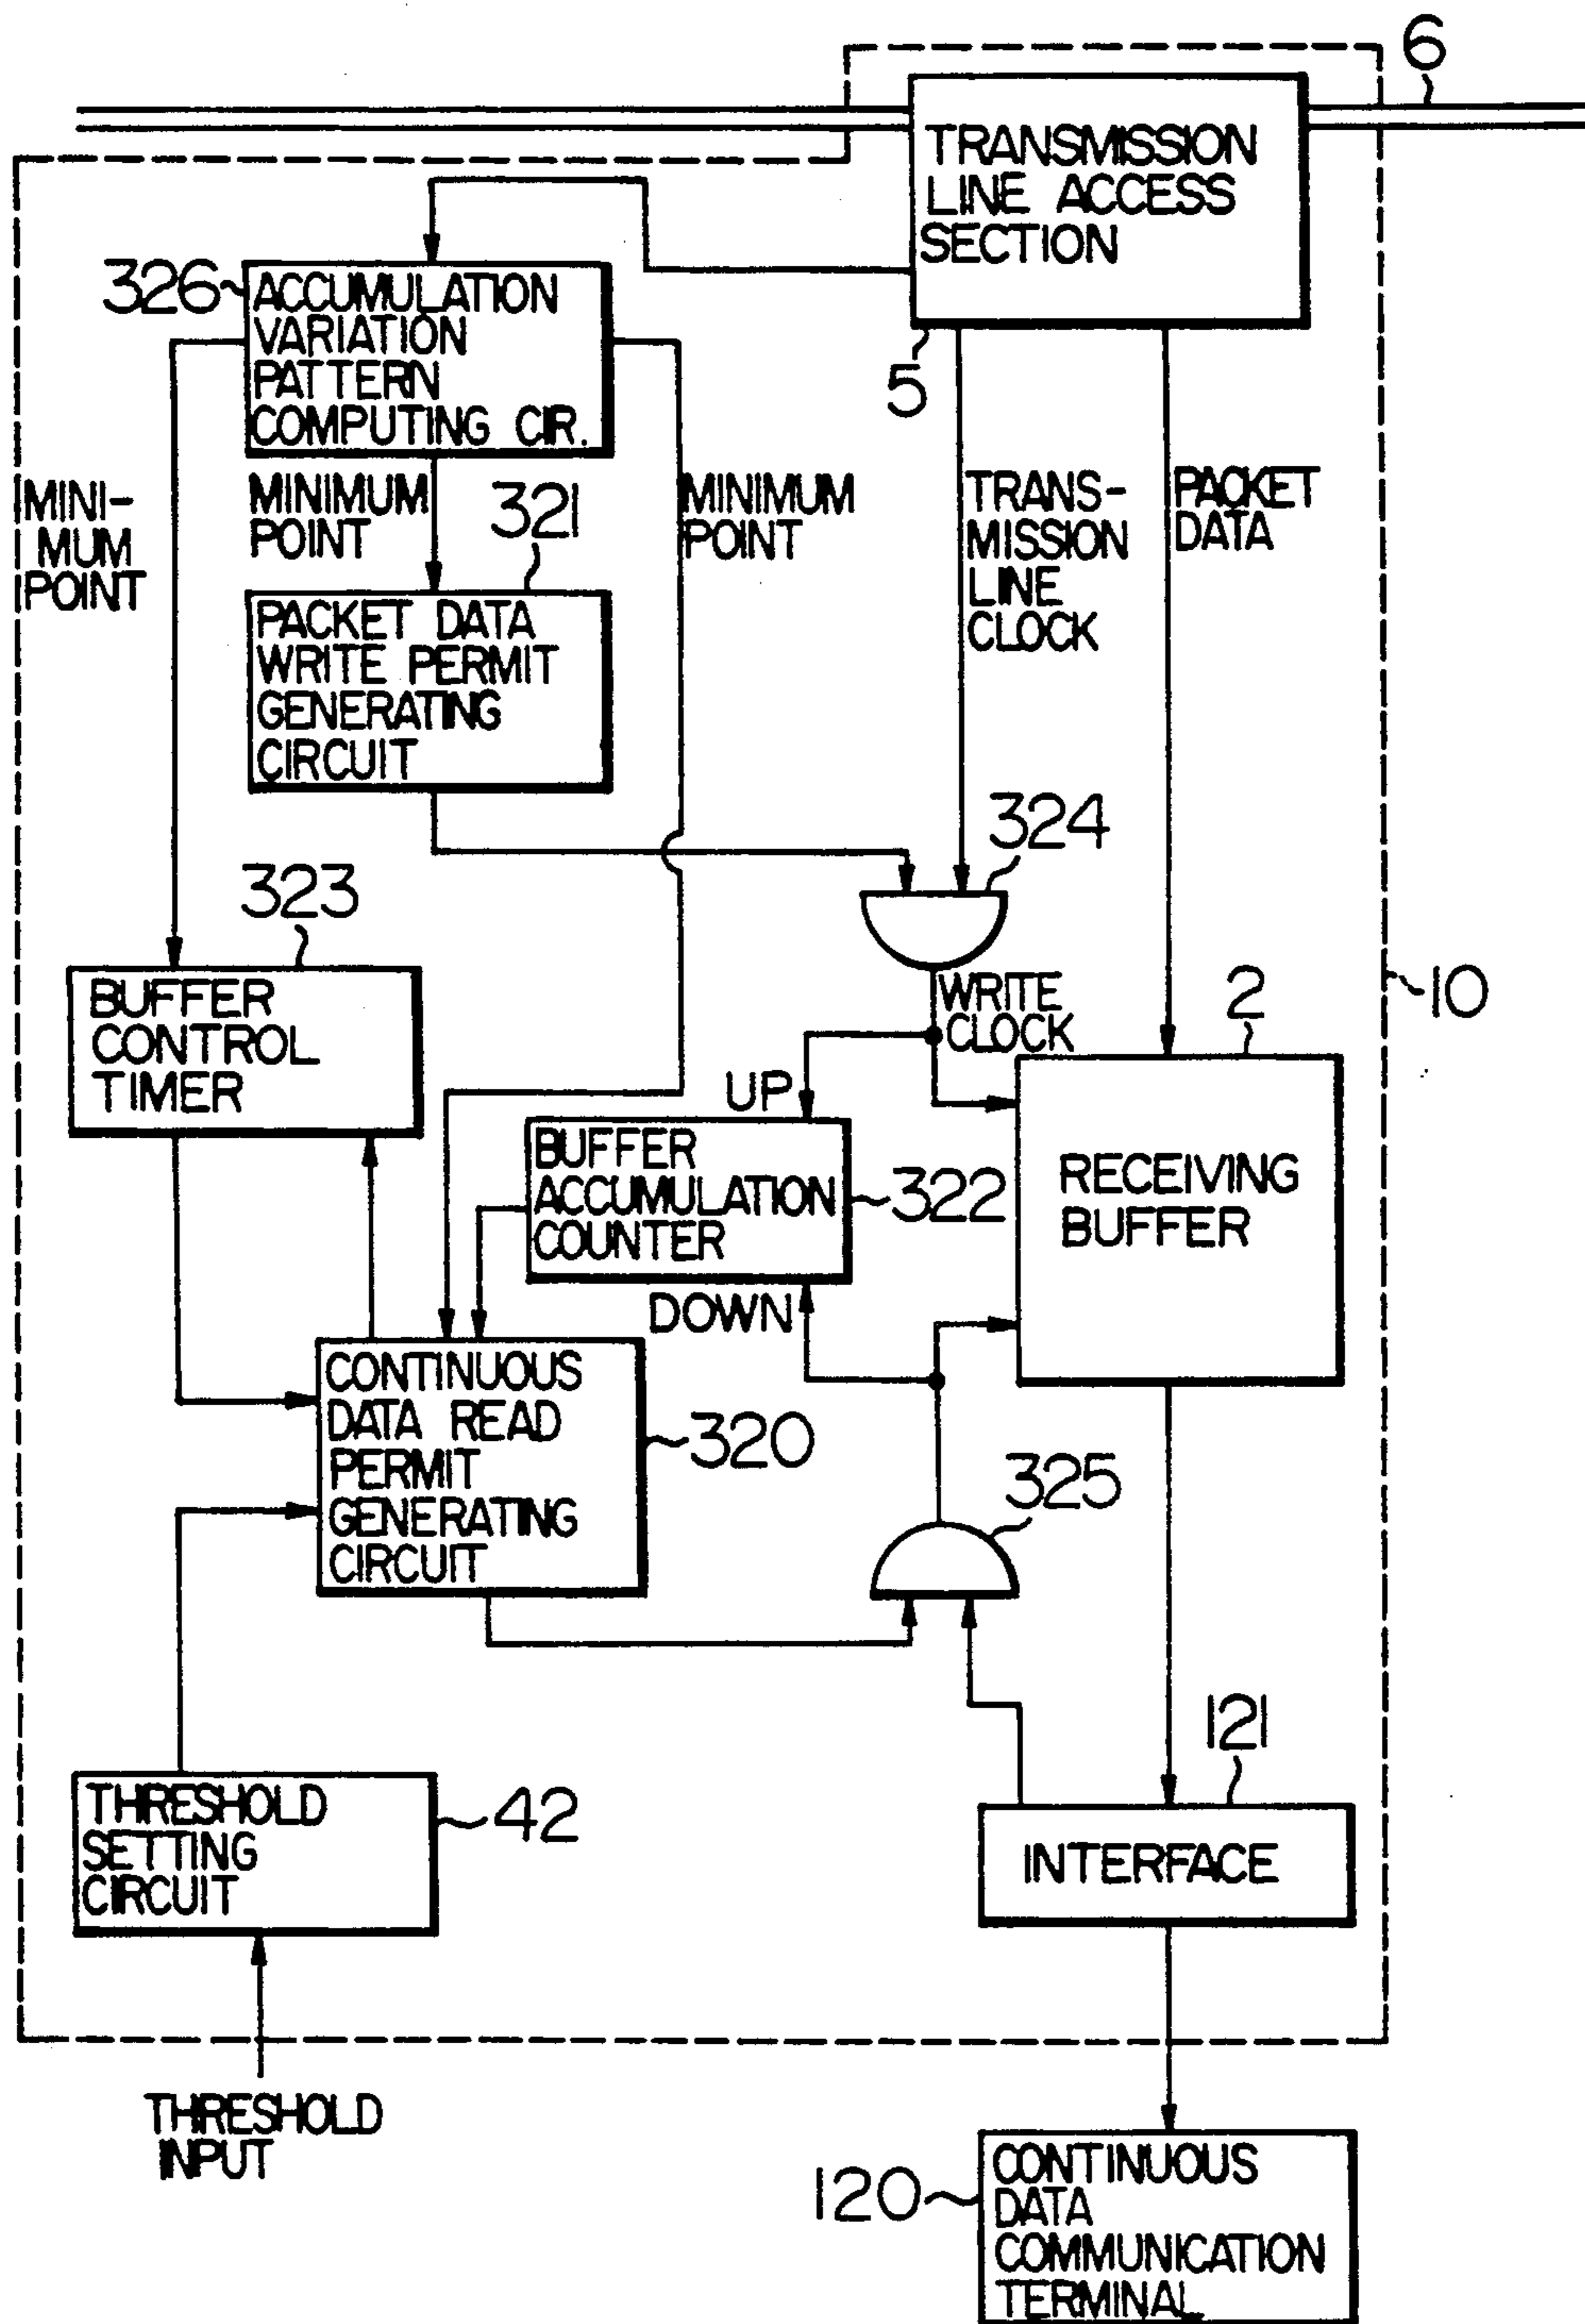 6
TRANSMISSION
LINE ACCESS
SECTION
5
326
ACCUMULATION
VARIATION
PATTERN
COMPUTING CIR.
MINI-
MUM
POINT
MINIMUM
POINT
MINIMUM
POINT
TRANS-
MISSION
LINE
CLOCK
PACKET
DATA
321
PACKET DATA
WRITE PERMIT
GENERATING
CIRCUIT
324
323
BUFFER
CONTROL
TIMER
WRITE
CLOCK
2
10
UP
BUFFER
ACCUMULATION
COUNTER
322
RECEIVING
BUFFER
DOWN
CONTINUOUS
DATA READ
PERMIT
GENERATING
CIRCUIT
320
325
121
THRESHOLD
SETTING
CIRCUIT
42
INTERFACE
THRESHOLD
INPUT
120
CONTINUOUS
DATA
COMMUNICATION
TERMINAL